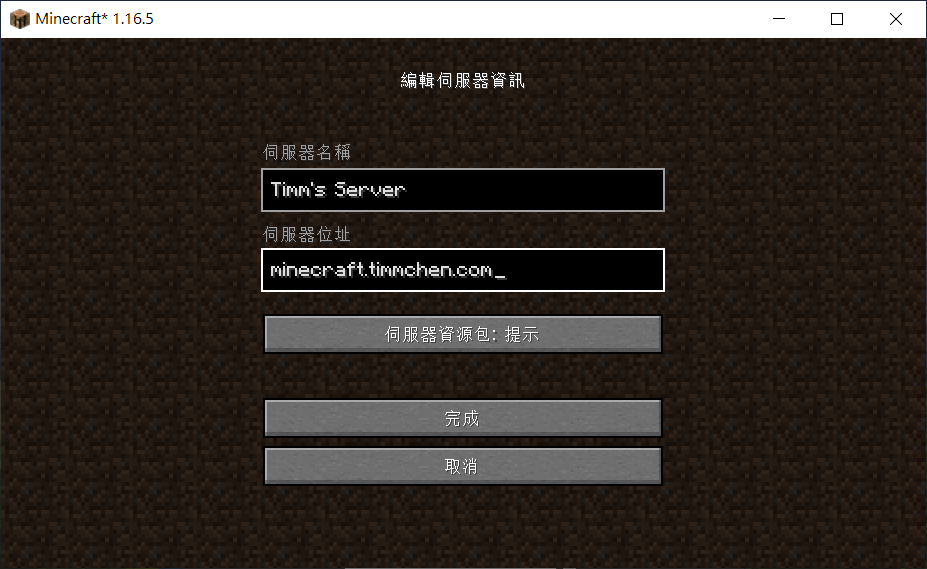 Minecraft* 1.16.5
編輯伺服器資訊
伺服器名稱
Timm's Server
伺服器位址
minecraft.timmchen.com_
伺服器資源包: 提示
完成
取消